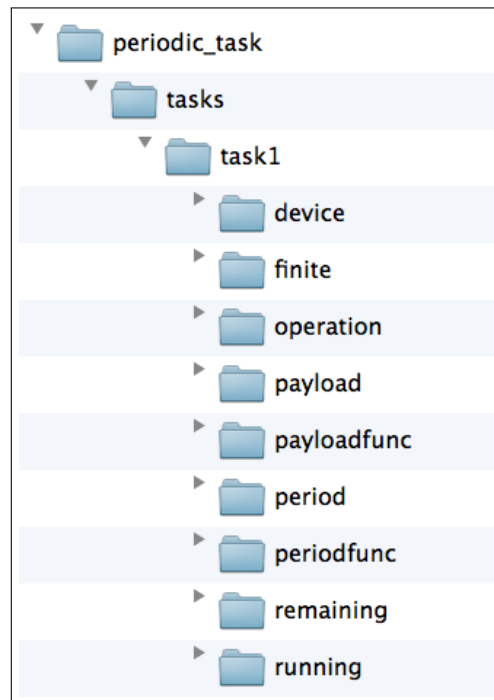 periodic_task
tasks
task1
device
finite
operation
payload
payloadfunc
period
periodfunc
remaining
running